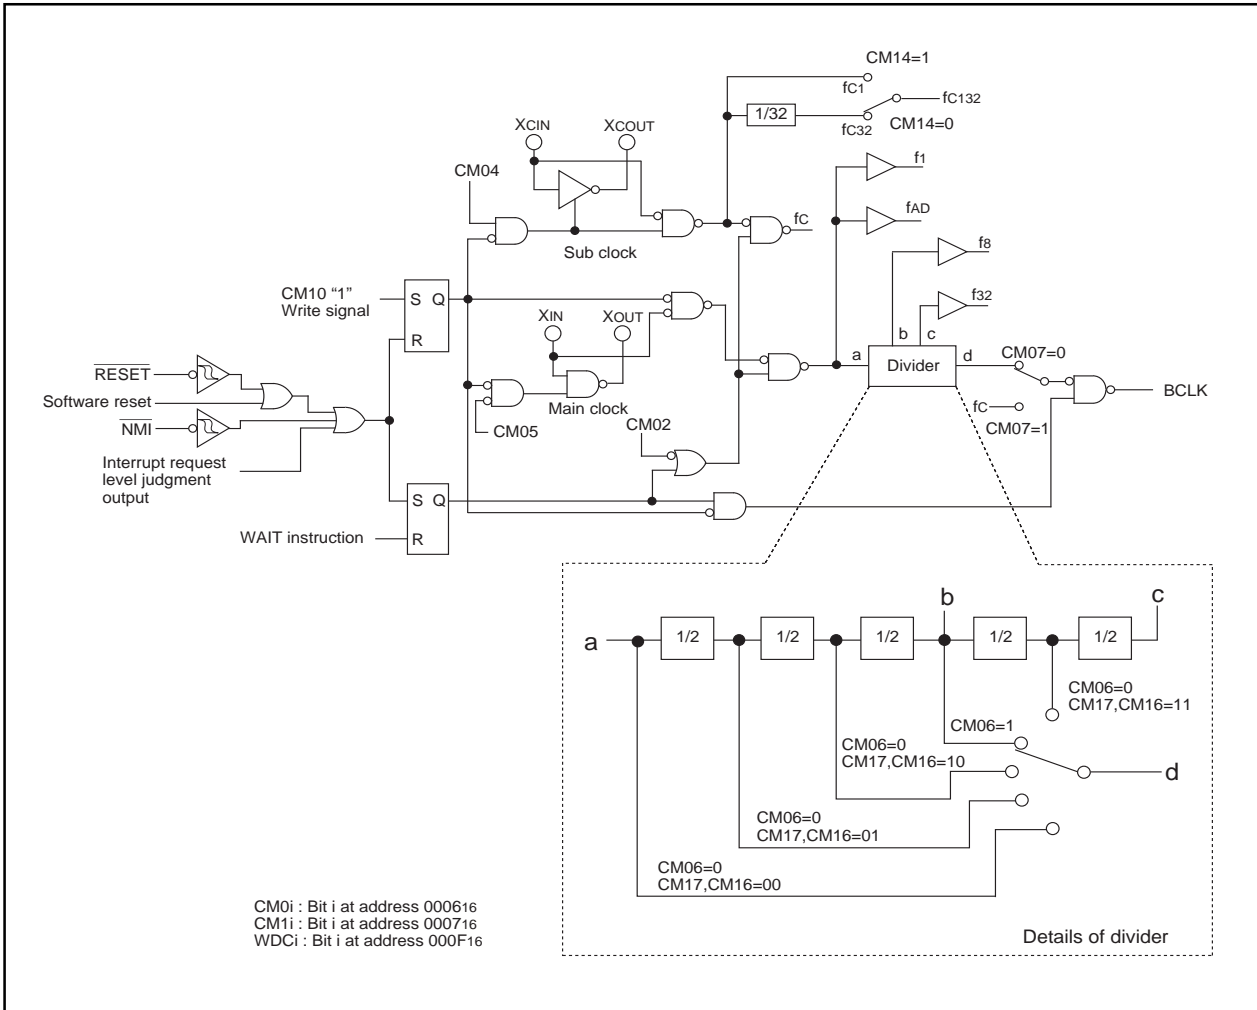 CM14=1
fC1
fC132
1/32
fC32
CM14=0
XCIN
XCOUT
CM04
f1
fC
fAD
Sub clock
f8
CM10 “1”
Write signal
S Q
R
f32
XIN
XOUT
b c
a
Divider
d
CM07=0
RESET
Software reset
NMI
Main clock
CM05
CM02
fC
CM07=1
BCLK
Interrupt request
level judgment
output
S Q
R
WAIT instruction
a
1/2
1/2
1/2
b
1/2
1/2
c
CM06=0
CM17,CM16=11
CM06=1
CM06=0
CM17,CM16=10
d
CM06=0
CM17,CM16=01
CM06=0
CM17,CM16=00
CM0i : Bit i at address 000616
CM1i : Bit i at address 000716
WDCi : Bit i at address 000F16
Details of divider